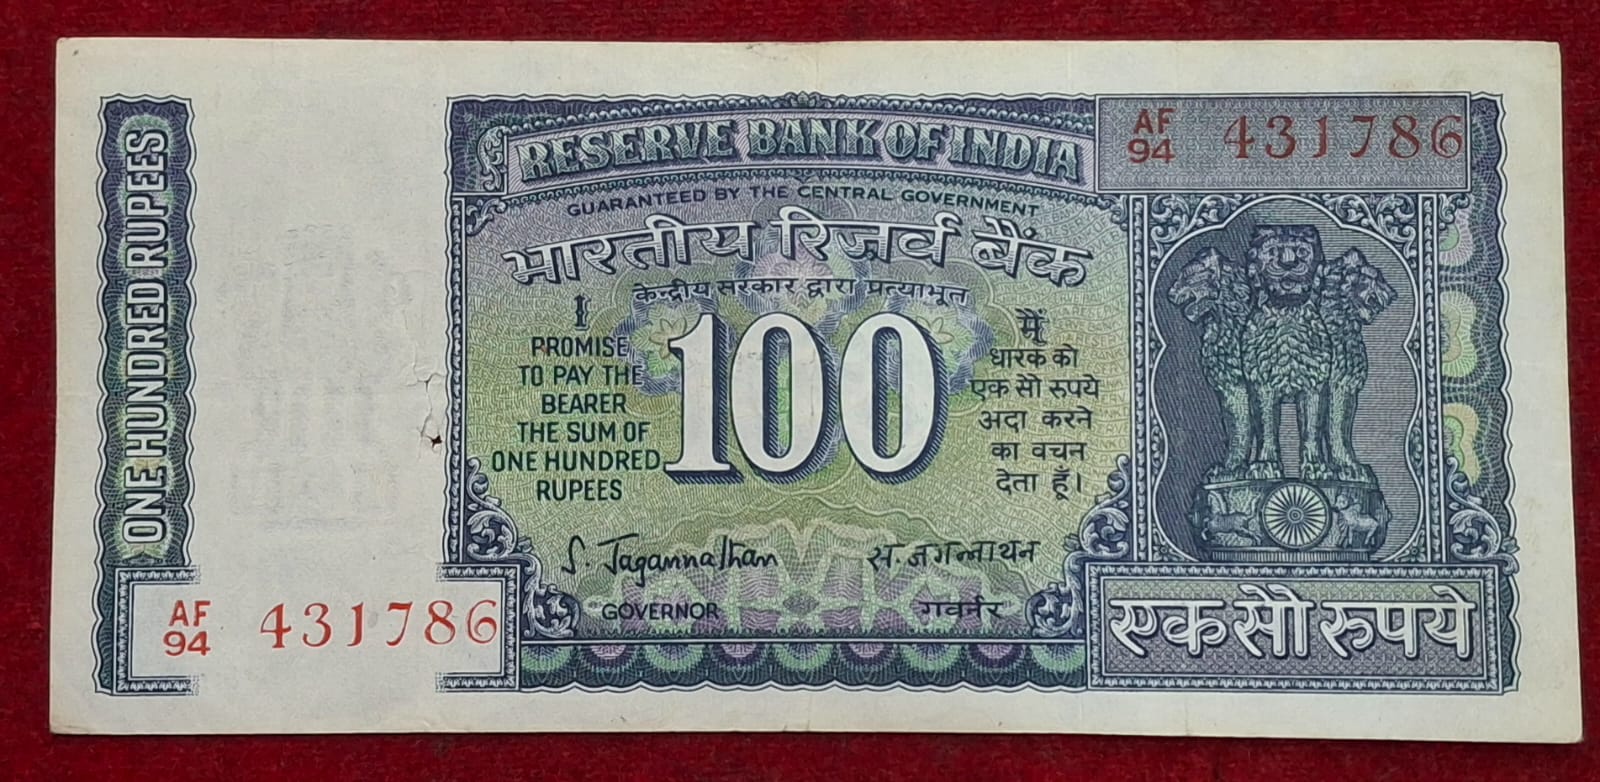 ONE HUNDRED RUPEES
RESERVE BANK OF INDIA
AF
94
431786
GUARANTEED BY THE CENTRAL GOVERNMENT
भारतीय रिजर्व बैंक
केन्द्रीय सरकार द्वारा प्रत्याभूत
I
PROMISE
TO PAY THE
BEARER
THE SUM OF
ONE HUNDRED
RUPEES
100
मैं
धारक को
एक सौ रुपये
अदा करने
का वचन
देता हूँ।
S. Jagannathan
स. जगन्नाथन
GOVERNOR
गवर्नर
AF
94
431786
एक सौ रुपये